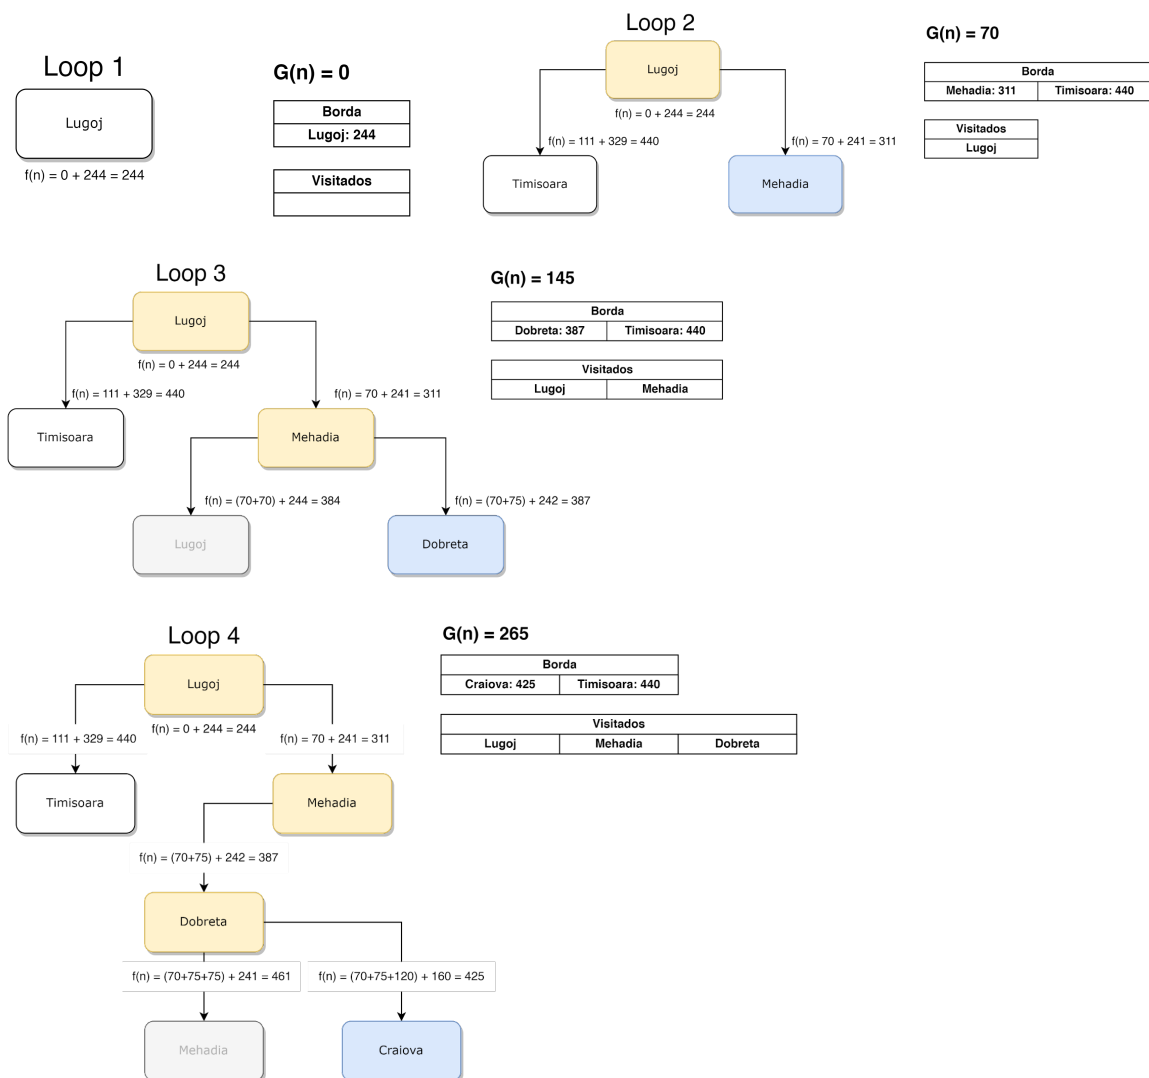 Loop 1
Lugoj
f(n) = 0 + 244 = 244
G(n) = 0
Borda
Lugoj: 244
Visitados
Loop 2
Lugoj
f(n) = 0 + 244 = 244
f(n) = 111 + 329 = 440
f(n) = 70 + 241 = 311
Timisoara
Mehadia
G(n) = 70
Borda
Mehadia: 311 Timisoara: 440
Visitados
Lugoj
Loop 3
Lugoj
f(n) = 0 + 244 = 244
f(n) = 111 + 329 = 440
f(n) = 70 + 241 = 311
Timisoara
Mehadia
f(n) = (70+70) + 244 = 384
f(n) = (70+75) + 242 = 387
Lugoj
Dobreta
G(n) = 145
Borda
Dobreta: 387 Timisoara: 440
Visitados
Lugoj Mehadia
Loop 4
Lugoj
f(n) = 0 + 244 = 244
f(n) = 111 + 329 = 440
f(n) = 70 + 241 = 311
Timisoara
Mehadia
f(n) = (70+75) + 242 = 387
Dobreta
f(n) = (70+75+75) + 241 = 461
f(n) = (70+75+120) + 160 = 425
Mehadia
Craiova
G(n) = 265
Borda
Craiova: 425 Timisoara: 440
Visitados
Lugoj Mehadia Dobreta